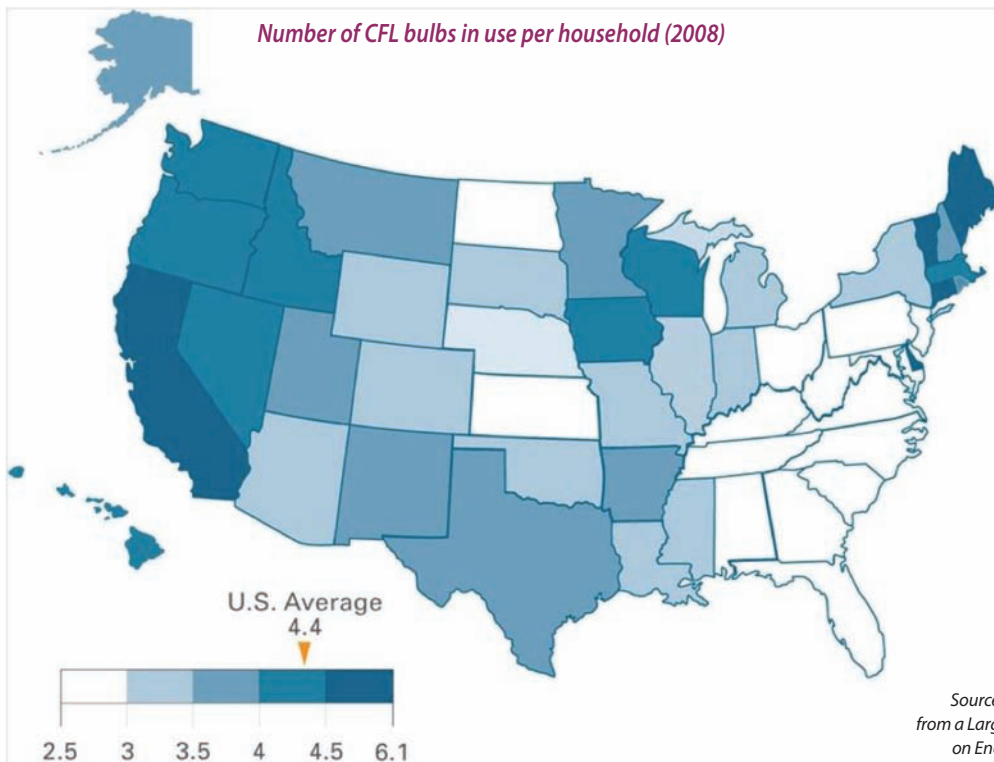 Number of CFL bulbs in use per household (2008)
U.S. Average
4.4
2.5 3 3.5 4 4.5 6.1
Source
from a Larg
on En